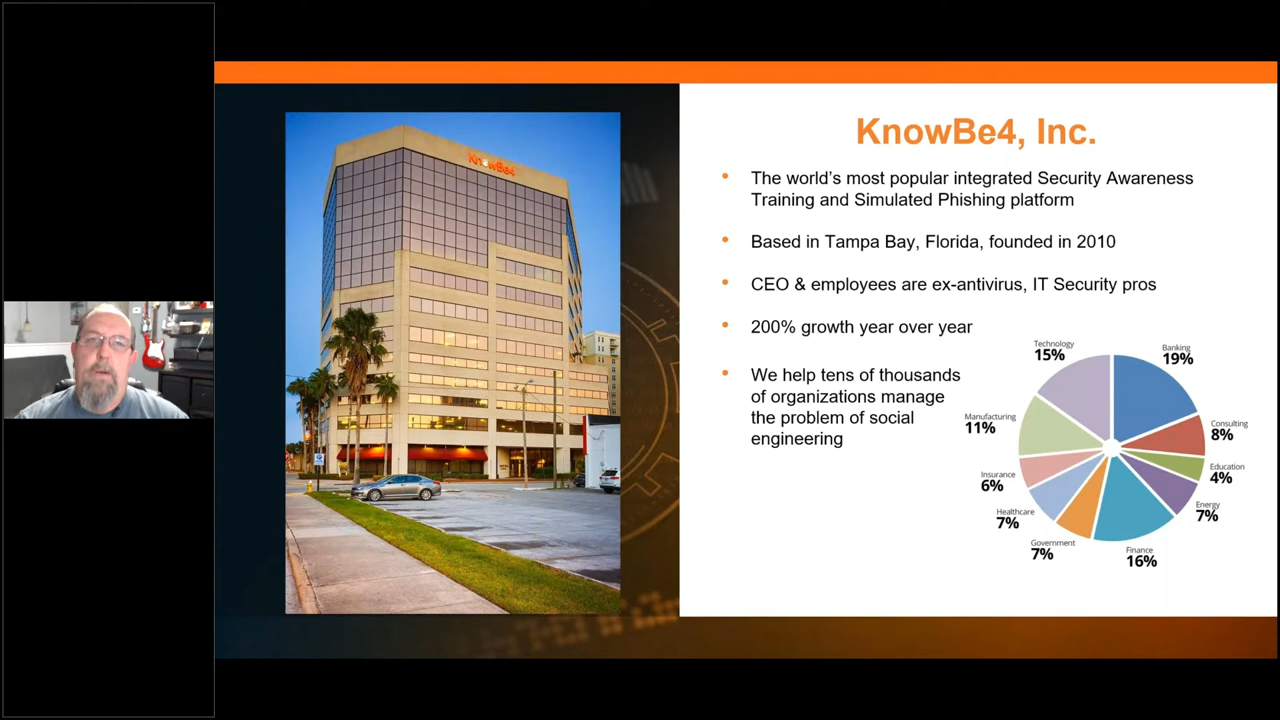 KnowBe4
KnowBe4, Inc.
The world's most popular integrated Security Awareness
Training and Simulated Phishing platform
Based in Tampa Bay, Florida, founded in 2010
CEO & employees are ex-antivirus, IT Security pros
200% growth year over year
We help tens of thousands
of organizations manage
the problem of social
engineering
Technology
15%
Banking
19%
Manufacturing
11%
Consulting
8%
Insurance
6%
Education
4%
Healthcare
7%
Energy
7%
Government
7%
Finance
16%